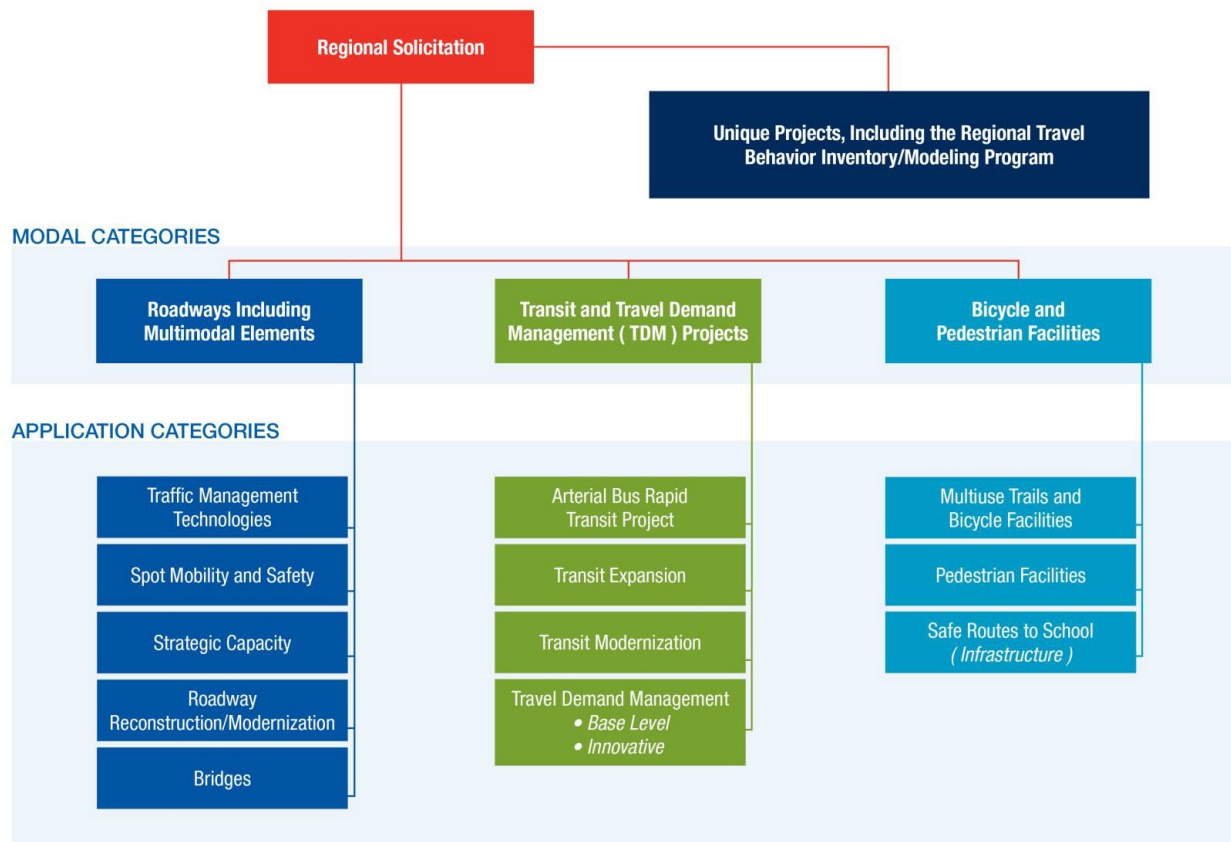 Regional Solicitation
Unique Projects, Including the Regional Travel
Behavior Inventory/Modeling Program
MODAL CATEGORIES
Roadways Including
Multimodal Elements
Transit and Travel Demand
Management ( TDM ) Projects
Bicycle and
Pedestrian Facilities
APPLICATION CATEGORIES
Traffic Management
Technologies
Spot Mobility and Safety
Strategic Capacity
Roadway
Reconstruction/Modernization
Bridges
Arterial Bus Rapid
Transit Project
Transit Expansion
Transit Modernization
Travel Demand Management
• Base Level
• Innovative
Multiuse Trails and
Bicycle Facilities
Pedestrian Facilities
Safe Routes to School
( Infrastructure )